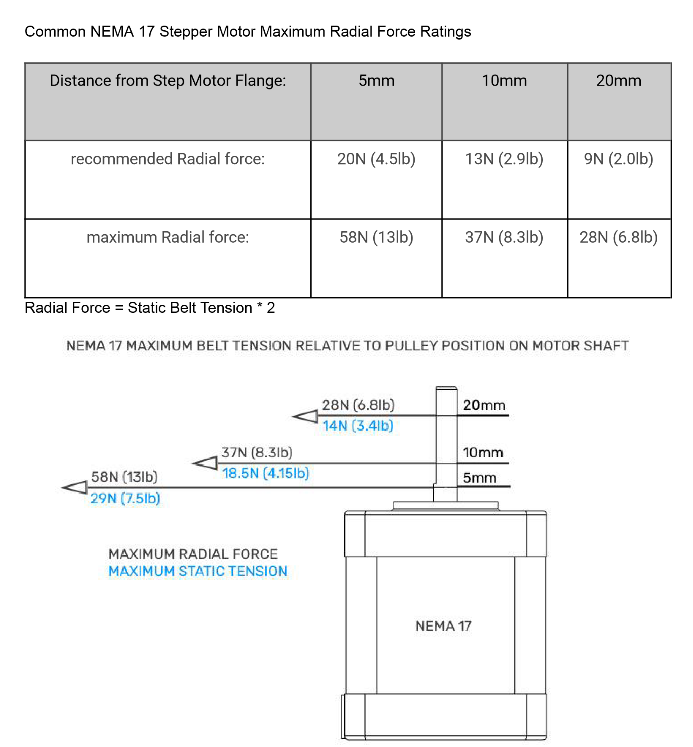 Common NEMA 17 Stepper Motor Maximum Radial Force Ratings
Distance from Step Motor Flange: 5mm 10mm 20mm
recommended Radial force: 20N (4.5lb) 13N (2.9lb) 9N (2.0lb)
maximum Radial force: 58N (13lb) 37N (8.3lb) 28N (6.8lb)
Radial Force = Static Belt Tension * 2
NEMA 17 MAXIMUM BELT TENSION RELATIVE TO PULLEY POSITION ON MOTOR SHAFT
28N (6.8lb) 20mm
14N (3.4lb)
37N (8.3lb) 10mm
18.5N (4.15lb)
58N (13lb) 5mm
29N (7.5lb)
MAXIMUM RADIAL FORCE
MAXIMUM STATIC TENSION
NEMA 17